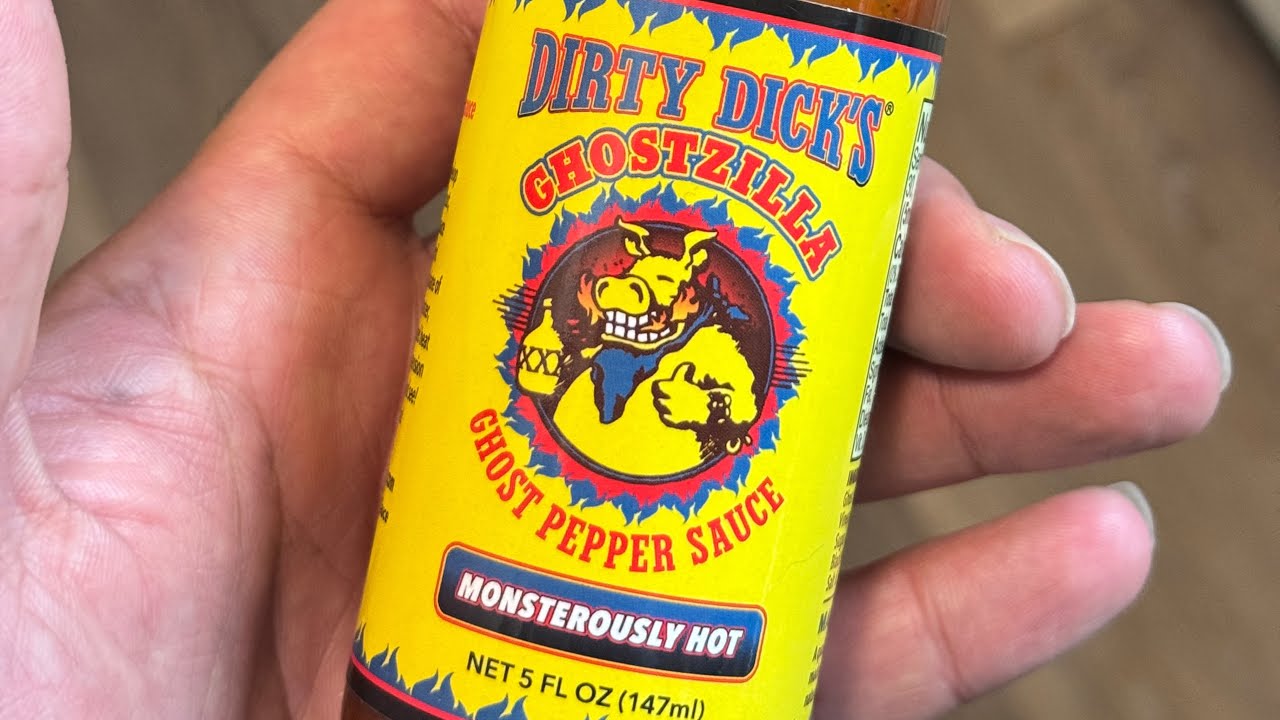 DIRTY DICK'S®
GHOSTZILLA
XXX
GHOST PEPPER SAUCE
MONSTEROUSLY HOT
NET 5 FL OZ (147ml)